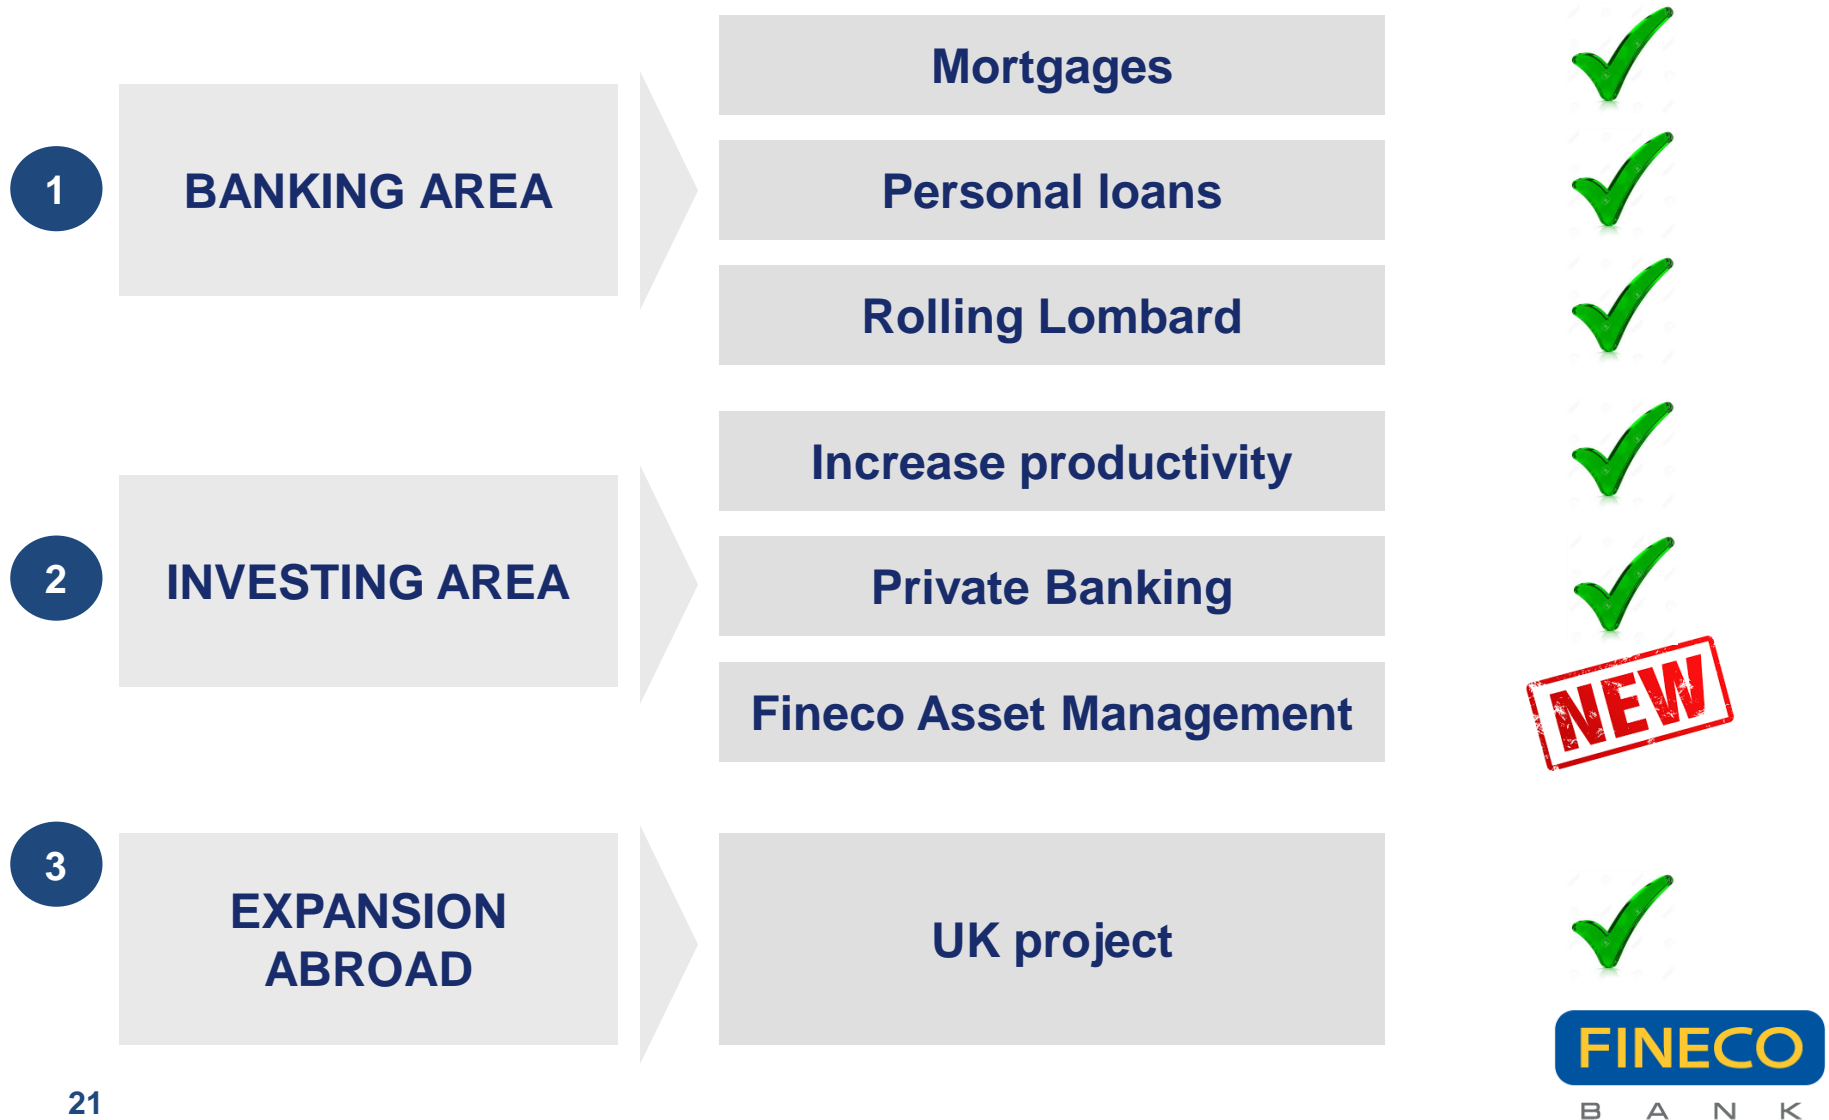 1
BANKING AREA
Mortgages
Personal loans
Rolling Lombard
2
INVESTING AREA
Increase productivity
Private Banking
Fineco Asset Management
NEW
3
EXPANSION
ABROAD
UK project
21
FINECO
BANK